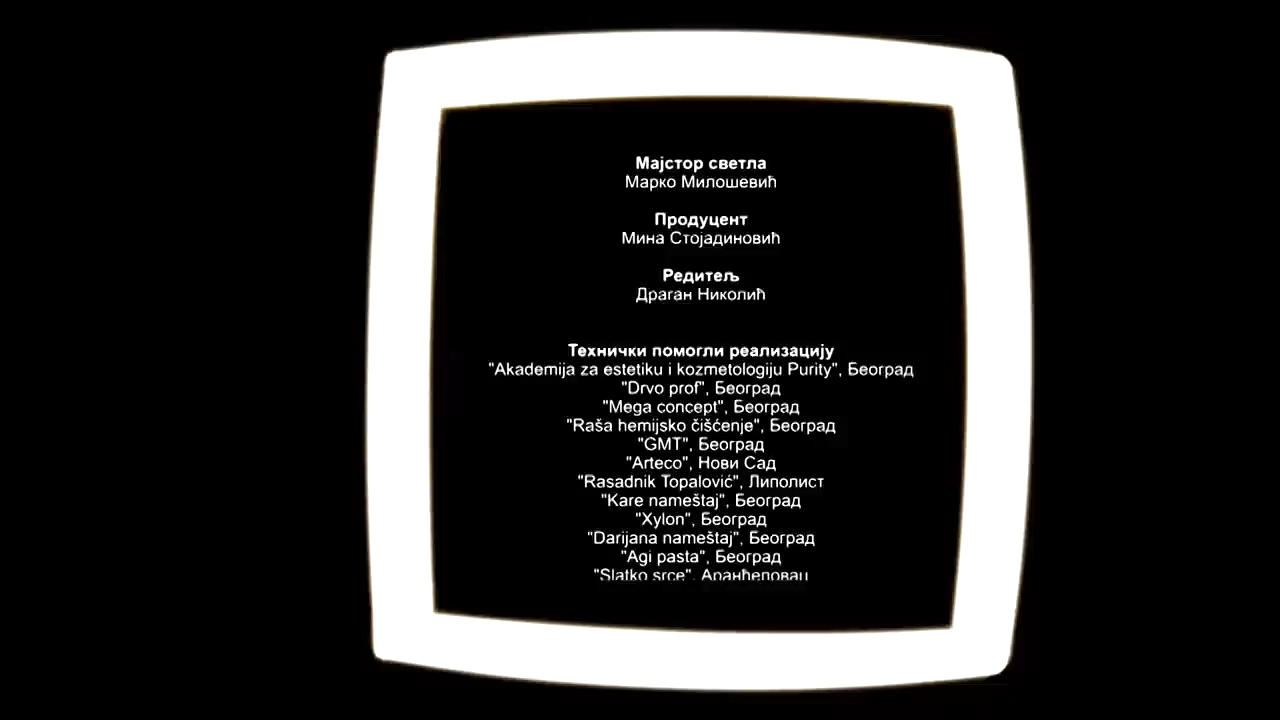 Мајстор светла
Марко Милошевић
Продуцент
Мина Стојадиновић
Редитељ
Драган Николић
Технички помогли реализацију
"Akademija za estetiku i kozmetologiju Purity", Београд
"Drvo prof", Београд
"Mega concept", Београд
"Raša hemijsko čišćenje", Београд
"GMT", Београд
"Arteco", Нови Сад
"Rasadnik Topalović", Липолист
"Kare nameštaj", Београд
"Xylon", Београд
"Darijana nameštaj", Београд
"Agi pasta", Београд
"Slatko srce", Аранђеловац